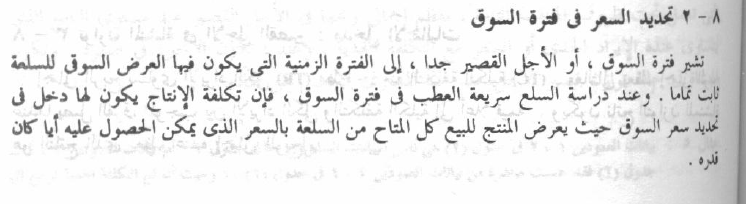 ٨ - ٢ تحديد السعر فى فترة السوق
تشير فترة السوق ، أو الأجل القصير جدا ، إلى الفترة الزمنية التى يكون فيها العرض السوقى للسلعة
ثابت تماما . وعند دراسة السلع سريعة العطب فى فترة السوق ، فإن تكلفة الإنتاج يكون لها دخل فى
تحديد سعر السوق حيث يعرض المنتج للبيع كل المتاح من السلعة بالسعر الذى يمكن الحصول عليه أيا كان
قدره .